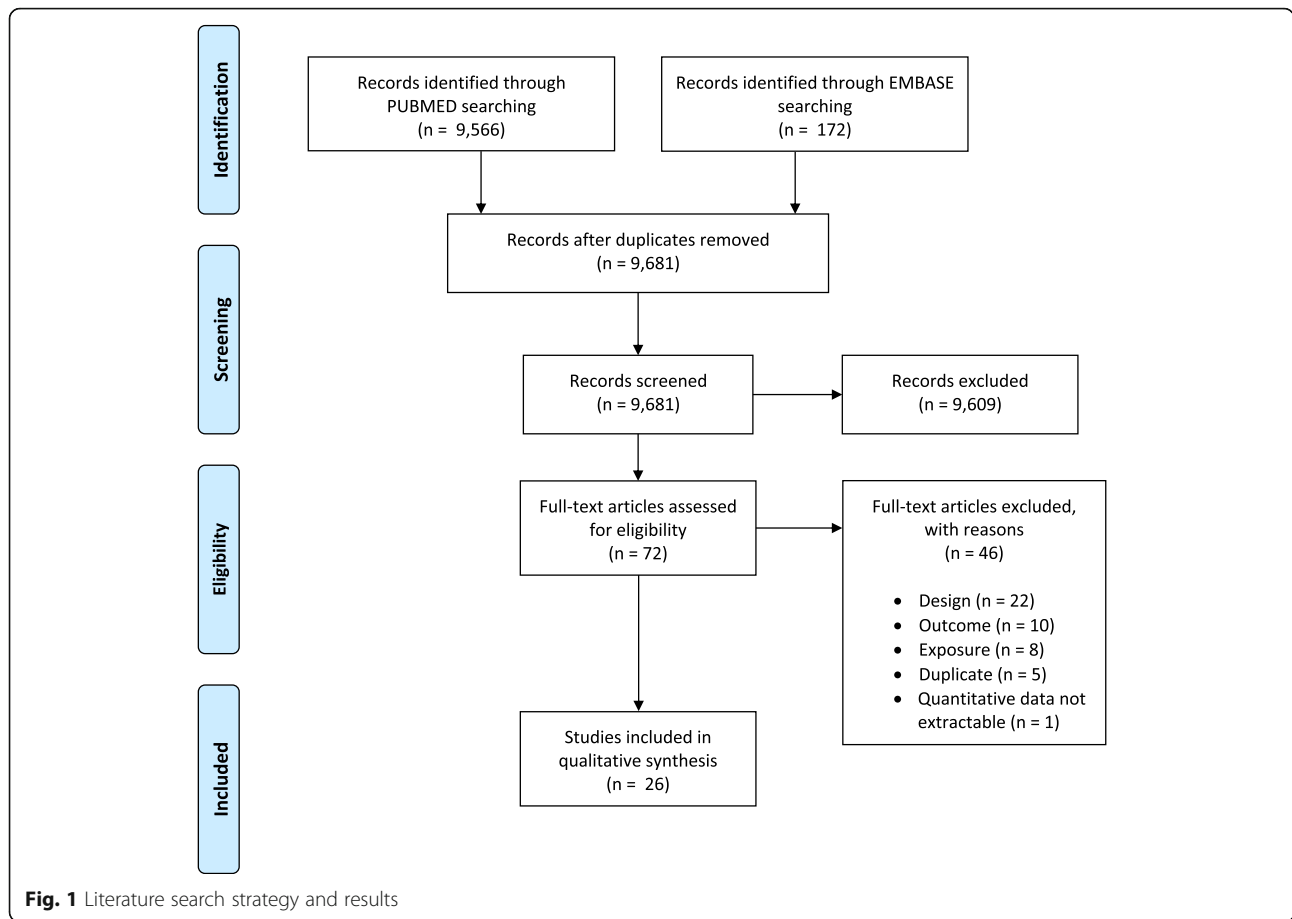 Identification
Records identified through
PUBMED searching
(n = 9,566)
Records identified through EMBASE
searching
(n = 172)
Records after duplicates removed
(n = 9,681)
Screening
Records screened
(n = 9,681)
Records excluded
(n = 9,609)
Eligibility
Full-text articles assessed
for eligibility
(n = 72)
Full-text articles excluded,
with reasons
(n = 46)
• Design (n = 22)
• Outcome (n = 10)
• Exposure (n = 8)
• Duplicate (n = 5)
• Quantitative data not
extractable (n = 1)
Included
Studies included in
qualitative synthesis
(n = 26)
Fig. 1 Literature search strategy and results